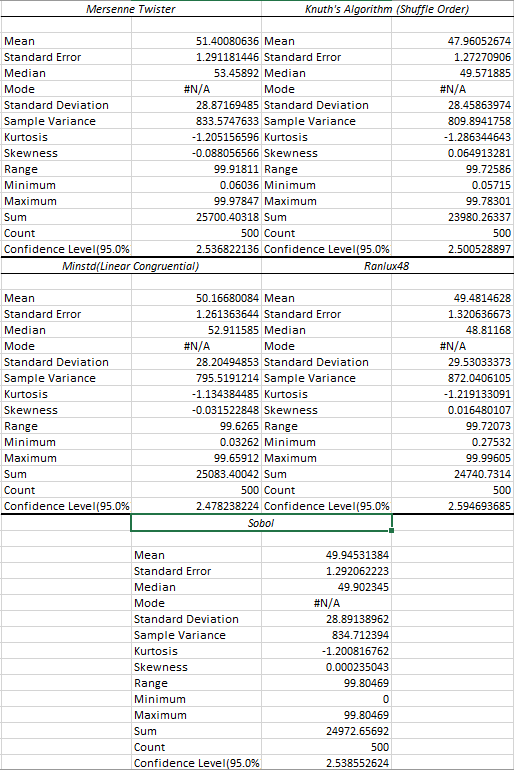 Mersenne Twister Knuth's Algorithm (Shuffle Order)
Mean 51.40080636 Mean 47.96052674
Standard Error 1.291181446 Standard Error 1.27270906
Median 53.45892 Median 49.571885
Mode #N/A Mode #N/A
Standard Deviation 28.87169485 Standard Deviation 28.45863974
Sample Variance 833.5747633 Sample Variance 809.8941758
Kurtosis -1.205156596 Kurtosis -1.286344643
Skewness -0.088056566 Skewness 0.064913281
Range 99.91811 Range 99.72586
Minimum 0.06036 Minimum 0.05715
Maximum 99.97847 Maximum 99.78301
Sum 25700.40318 Sum 23980.26337
Count 500 Count 500
Confidence Level(95.0% 2.536822136 Confidence Level(95.0% 2.500528897
Minstd(Linear Congruential) Ranlux48
Mean 50.16680084 Mean 49.4814628
Standard Error 1.261363644 Standard Error 1.320636673
Median 52.911585 Median 48.81168
Mode #N/A Mode #N/A
Standard Deviation 28.20494853 Standard Deviation 29.53033373
Sample Variance 795.5191214 Sample Variance 872.0406105
Kurtosis -1.134384485 Kurtosis -1.219133091
Skewness -0.031522848 Skewness 0.016480107
Range 99.6265 Range 99.72073
Minimum 0.03262 Minimum 0.27532
Maximum 99.65912 Maximum 99.99605
Sum 25083.40042 Sum 24740.7314
Count 500 Count 500
Confidence Level(95.0% 2.478238224 Confidence Level(95.0% 2.594693685
Sobol
Mean 49.94531384
Standard Error 1.292062223
Median 49.902345
Mode #N/A
Standard Deviation 28.89138962
Sample Variance 834.712394
Kurtosis -1.200816762
Skewness 0.000235043
Range 99.80469
Minimum 0
Maximum 99.80469
Sum 24972.65692
Count 500
Confidence Level(95.0% 2.538552624